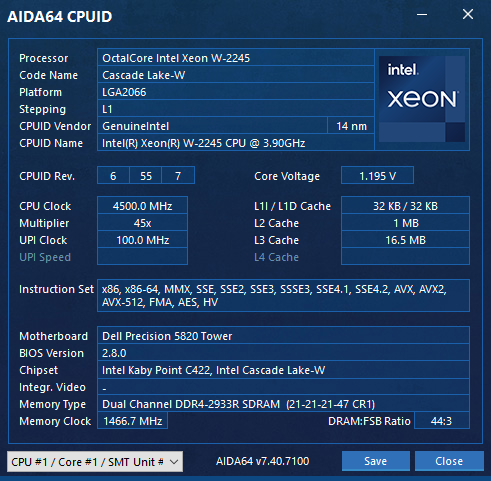 AIDA64 CPUID
Processor OctalCore Intel Xeon W-2245
Code Name Cascade Lake-W
Platform LGA2066
Stepping L1
CPUID Vendor GenuineIntel 14 nm
CPUID Name Intel(R) Xeon(R) W-2245 CPU @ 3.90GHz
intel.
XEON
CPUID Rev. 6 55 7 Core Voltage 1.195 V
CPU Clock 4500.0 MHz L1I / L1D Cache 32 KB / 32 KB
Multiplier 45x L2 Cache 1 MB
UPI Clock 100.0 MHz L3 Cache 16.5 MB
UPI Speed L4 Cache
Instruction Set x86, x86-64, MMX, SSE, SSE2, SSE3, SSSE3, SSE4.1, SSE4.2, AVX, AVX2,
AVX-512, FMA, AES, HV
Motherboard Dell Precision 5820 Tower
BIOS Version 2.8.0
Chipset Intel Kaby Point C422, Intel Cascade Lake-W
Integr. Video -
Memory Type Dual Channel DDR4-2933R SDRAM (21-21-21-47 CR1)
Memory Clock 1466.7 MHz DRAM:FSB Ratio 44:3
CPU #1 / Core #1 / SMT Unit # AIDA64 v7.40.7100 Save Close